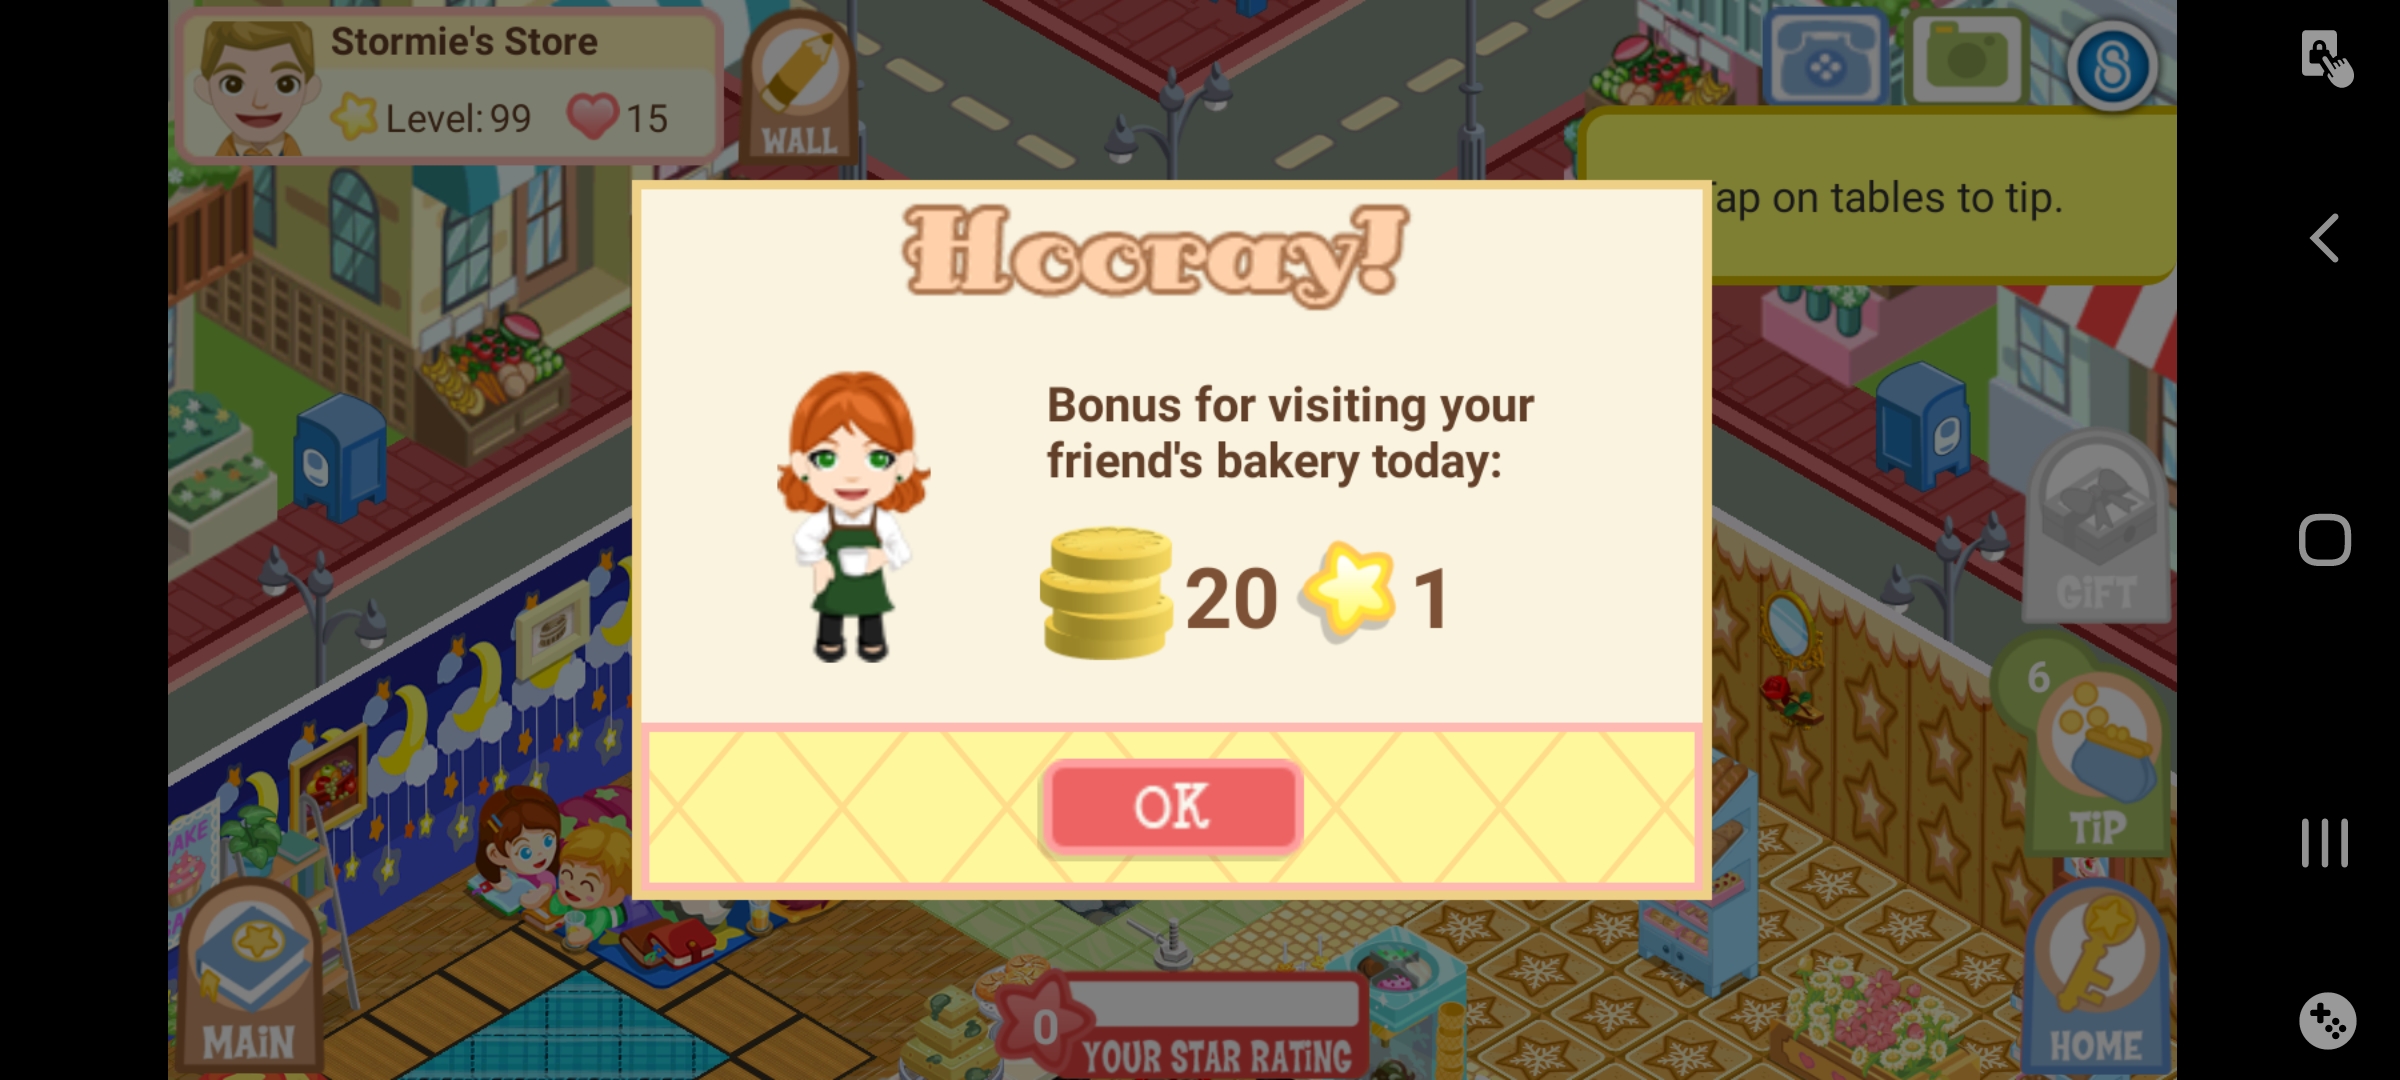 Stormie's Store
Level: 99
15
WALL
ap on tables to tip.
Hooray!
Bonus for visiting your
friend's bakery today:
20
1
OK
GiFT
6
TiP
CAKE
MAiN
0
YOUR STAR RATiNG
HOME